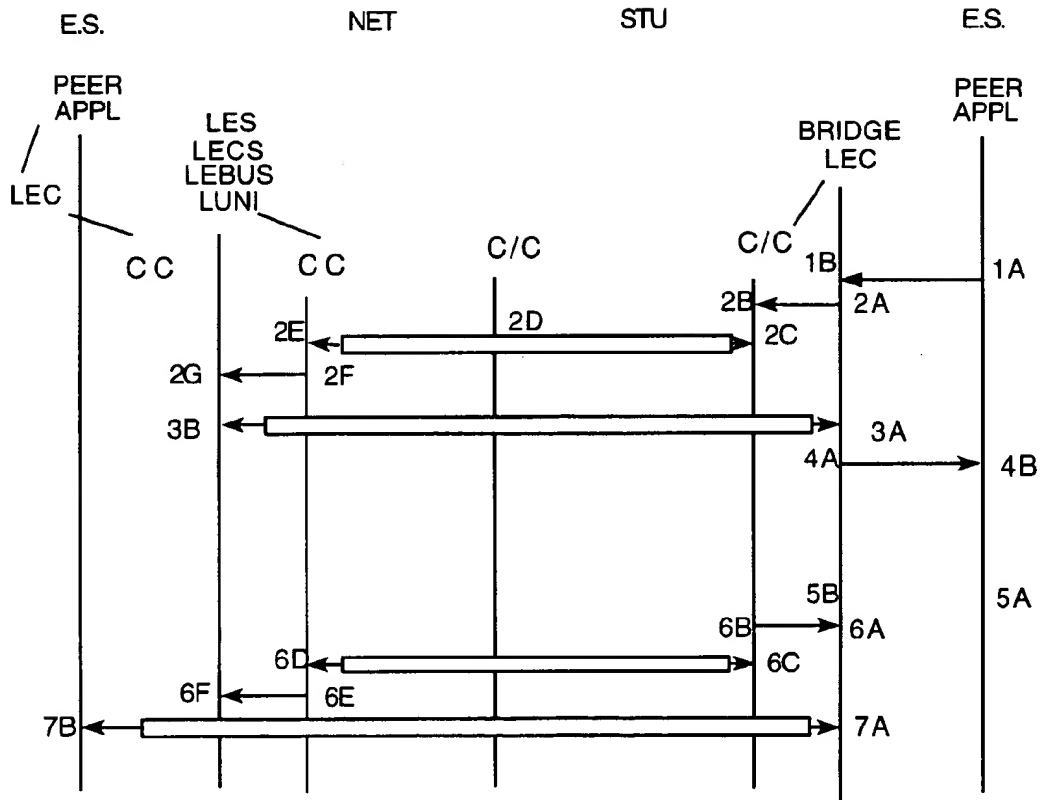 E.S. NET STU E.S.
PEER
APPL
PEER
APPL
LES
LECS
LEBUS
LUNI
BRIDGE
LEC
LEC
C C
C C
C/C
C/C
1B 1A
2B 2A
2E 2D 2C
2G 2F
3B 3A
4A 4B
5B 5A
6B 6A
6D 6C
6F 6E
7B 7A